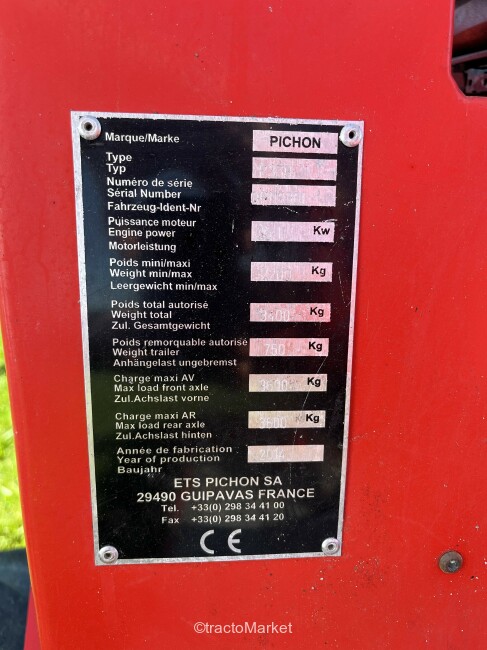 Marque/Marke PICHON
Type
Typ
Numéro de série
Sérial Number
Fahrzeug-Ident-Nr
Puissance moteur
Engine power Kw
Motorleistung
Poids mini/maxi
Weight min/max Kg
Leergewicht min/max
Poids total autorisé
Weight total Kg
Zul. Gesamtgewicht
Poids remorquable autorisé
Weight trailer 750 Kg
Anhängelast ungebremst
Charge maxi AV
Max load front axle Kg
Zul.Achslast vorne
Charge maxi AR
Max load rear axle 3500 Kg
Zul.Achslast hinten
Année de fabrication
Year of production
Baujahr
ETS PICHON SA
29490 GUIPAVAS FRANCE
Tel. +33(0) 298 34 41 00
Fax +33(0) 298 34 41 20
CE
©tractoMarket